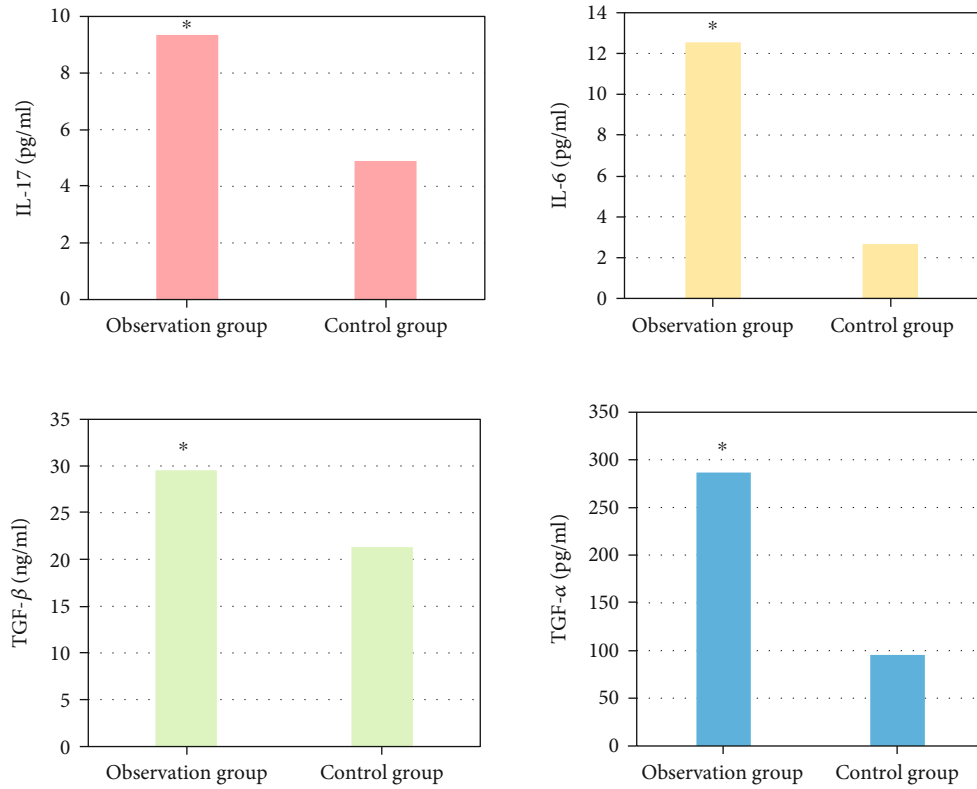 10
8
6
4
2
0
IL-17 (pg/ml)
*
Observation group
Control group
14
12
10
8
6
4
2
0
IL-6 (pg/ml)
*
Observation group
Control group
35
30
25
20
15
10
5
0
TGF-β (ng/ml)
*
Observation group
Control group
350
300
250
200
150
100
50
0
TGF-α (pg/ml)
*
Observation group
Control group